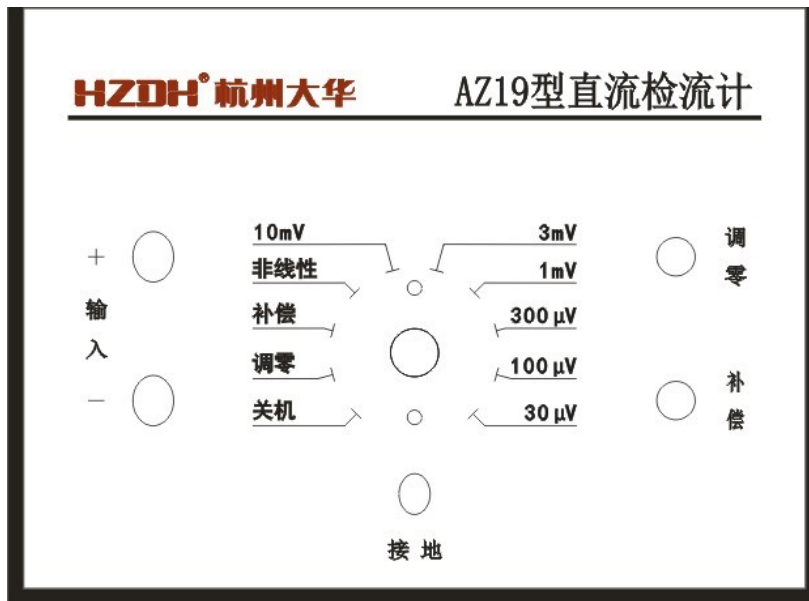 HZDH®杭州大华 AZ19型直流检流计
10mV 3mV 调零
+ 非线性 1mV
输入 补偿 300μV
调零 100μV 补偿
- 关机 30μV
接地